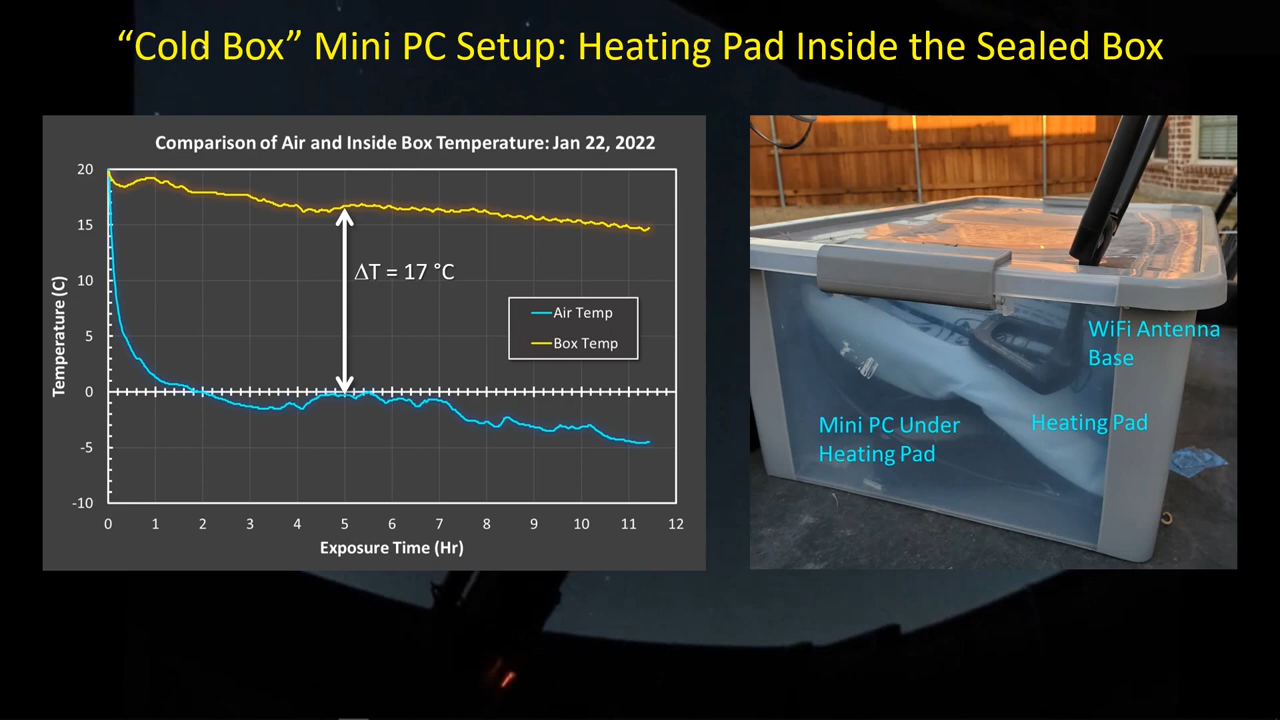 “Cold Box” Mini PC Setup: Heating Pad Inside the Sealed Box
Comparison of Air and Inside Box Temperature: Jan 22, 2022
Temperature (C)
20
15
10
5
0
-5
-10
ΔT = 17 °C
Air Temp
Box Temp
0 1 2 3 4 5 6 7 8 9 10 11 12
Exposure Time (Hr)
WiFi Antenna
Base
Mini PC Under
Heating Pad
Heating Pad